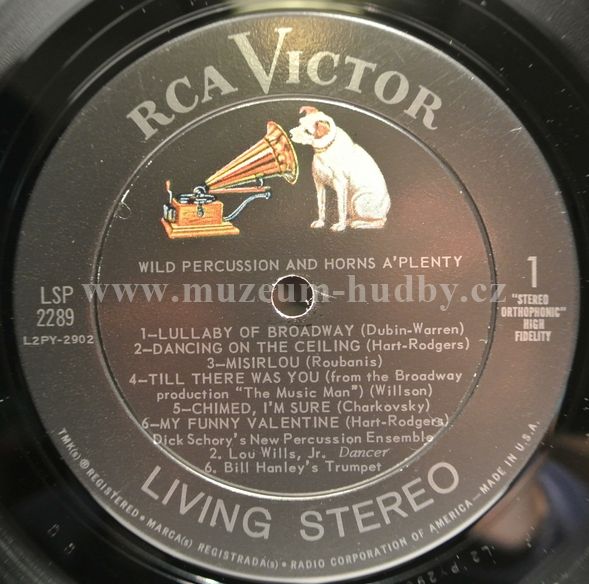 RCA VICTOR
WILD PERCUSSION AND HORNS A'PLENTY
LSP
2289
L2PY-2902
1
"STEREO
ORTHOPHONIC"
HIGH
FIDELITY
www.muzeum-hudby.cz
1—LULLABY OF BROADWAY (Dubin-Warren)
2—DANCING ON THE CEILING (Hart-Rodgers)
3—MISIRLOU (Roubanis)
4—TILL THERE WAS YOU (from the Broadway
production "The Music Man") (Willson)
5—CHIMED, I'M SURE (Charkovsky)
6—MY FUNNY VALENTINE (Hart-Rodgers)
Dick Schory's New Percussion Ensemble
2. Lou Wills, Jr. Dancer
6. Bill Hanley's Trumpet
LIVING STEREO
TMK(s) ® REGISTERED • MARCA(s) REGISTRADA(s) • RADIO CORPORATION OF AMERICA—MADE IN U.S.A.